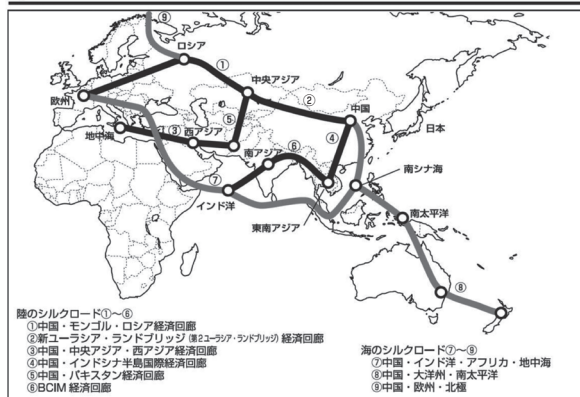 ⑨
ロシア
①
中央アジア
欧州
②
中国
日本
地中海
③
西アジア
⑤
南アジア
⑥
④
南シナ海
⑦
インド洋
東南アジア
南太平洋
⑧
陸のシルクロード①～⑥
①中国・モンゴル・ロシア経済回廊
②新ユーラシア・ランドブリッジ(第2ユーラシア・ランドブリッジ)経済回廊
③中国・中央アジア・西アジア経済回廊
④中国・インドシナ半島国際経済回廊
⑤中国・パキスタン経済回廊
⑥BCIM 経済回廊
海のシルクロード⑦～⑨
⑦中国・インド洋・アフリカ・地中海
⑧中国・大洋州・南太平洋
⑨中国・欧州・北極